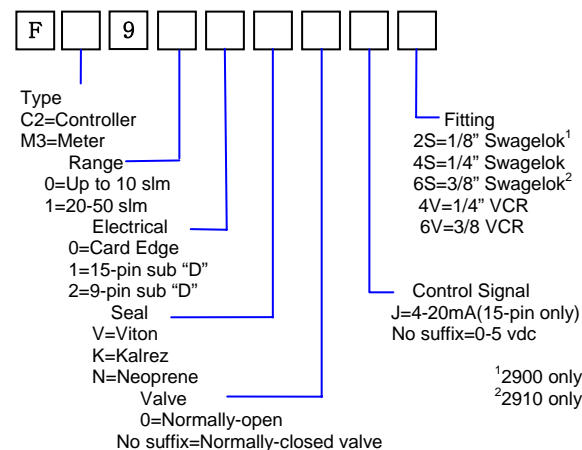 F 9
Type
C2=Controller
M3=Meter
Range
0=Up to 10 slm
1=20-50 slm
Electrical
0=Card Edge
1=15-pin sub “D”
2=9-pin sub “D”
Seal
V=Viton
K=Kalrez
N=Neoprene
Valve
0=Normally-open
No suffix=Normally-closed valve
Fitting
2S=1/8” Swagelok¹
4S=1/4” Swagelok
6S=3/8” Swagelok²
4V=1/4” VCR
6V=3/8 VCR
Control Signal
J=4-20mA(15-pin only)
No suffix=0-5 vdc
¹2900 only
²2910 only